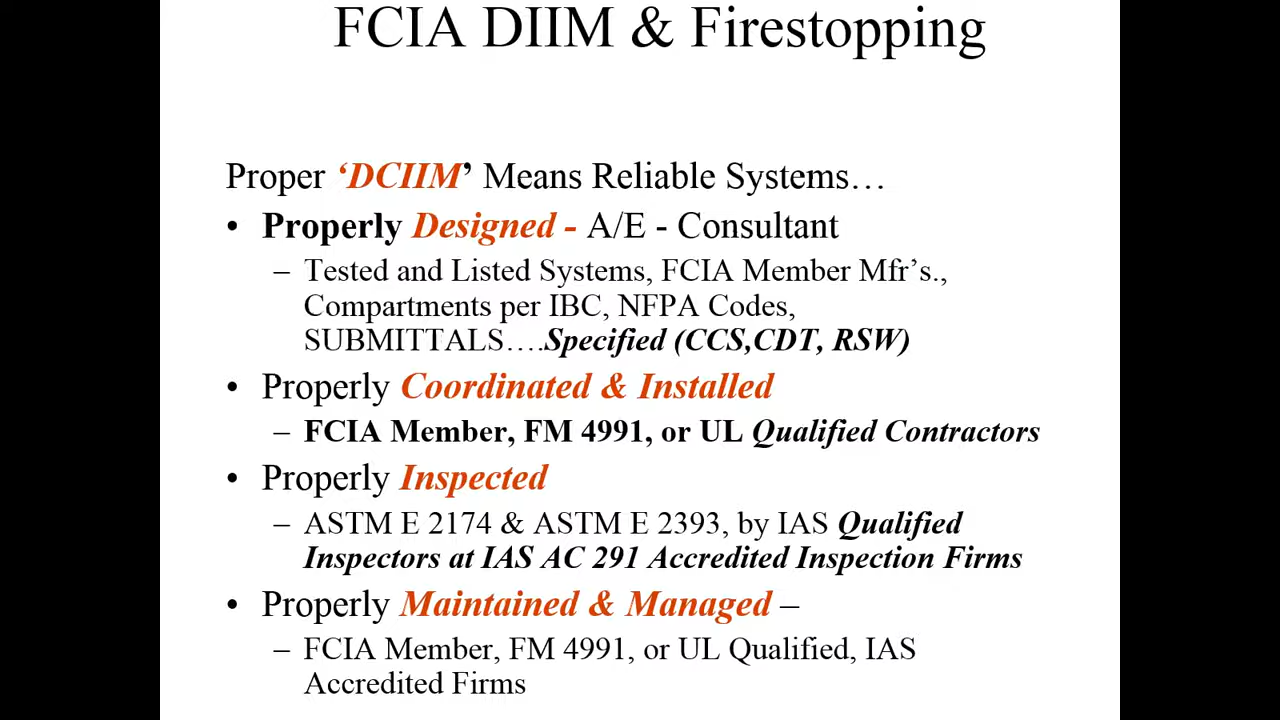 FCIA DIIM & Firestopping
Proper ‘DCIIM’ Means Reliable Systems…
• Properly Designed - A/E - Consultant
– Tested and Listed Systems, FCIA Member Mfr’s.,
Compartments per IBC, NFPA Codes,
SUBMITTALS….Specified (CCS,CDT, RSW)
• Properly Coordinated & Installed
– FCIA Member, FM 4991, or UL Qualified Contractors
• Properly Inspected
– ASTM E 2174 & ASTM E 2393, by IAS Qualified
Inspectors at IAS AC 291 Accredited Inspection Firms
• Properly Maintained & Managed –
– FCIA Member, FM 4991, or UL Qualified, IAS
Accredited Firms